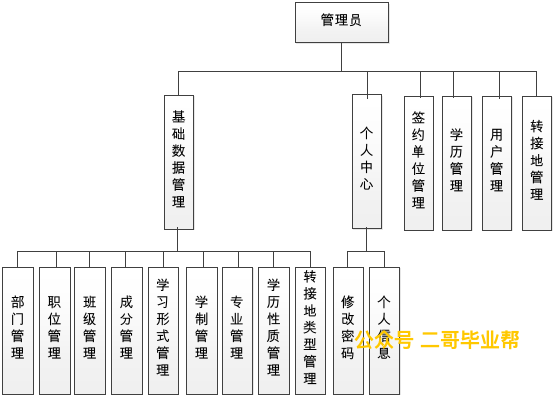 管理员
基础数据管理
个人中心
签约单位管理
学历管理
用户管理
转接地管理
部门管理
职位管理
班级管理
成分管理
学习形式管理
学制管理
专业管理
学历性质管理
转接地类型管理
修改密码
个人信息
公众号 二哥毕业帮